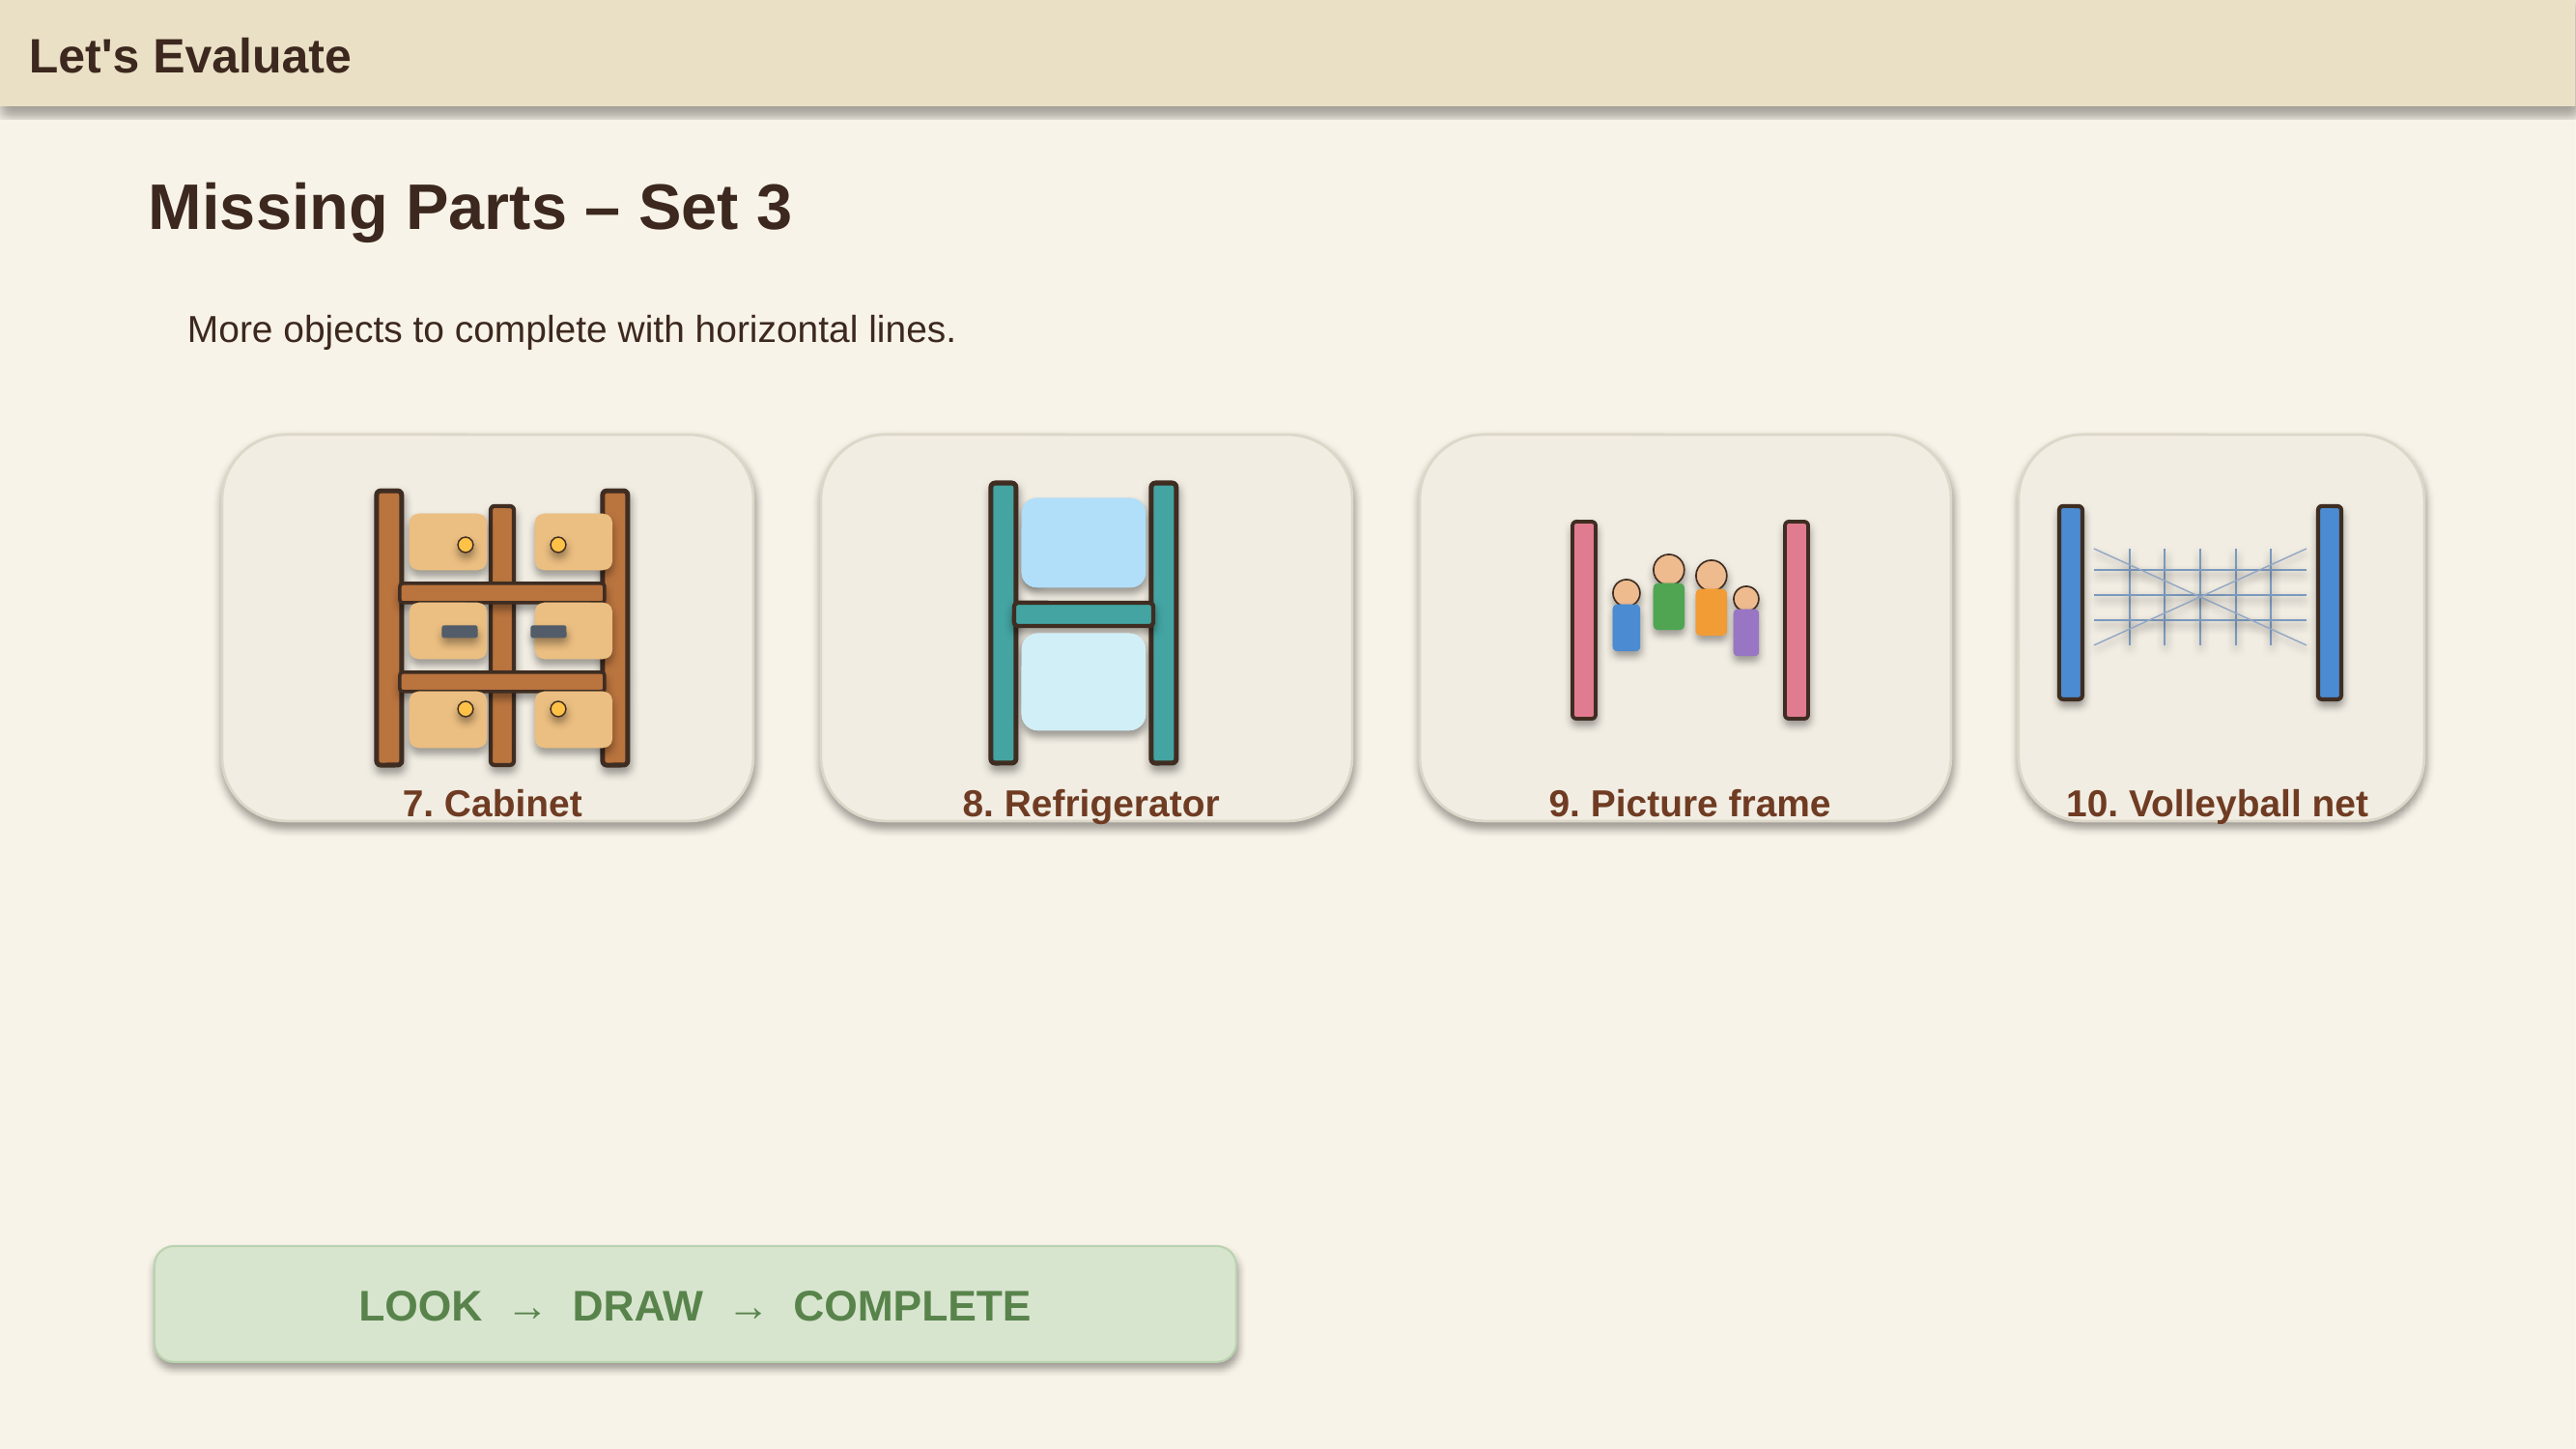 Let's Evaluate
Missing Parts – Set 3
More objects to complete with horizontal lines.
7. Cabinet
8. Refrigerator
9. Picture frame
10. Volleyball net
LOOK → DRAW → COMPLETE